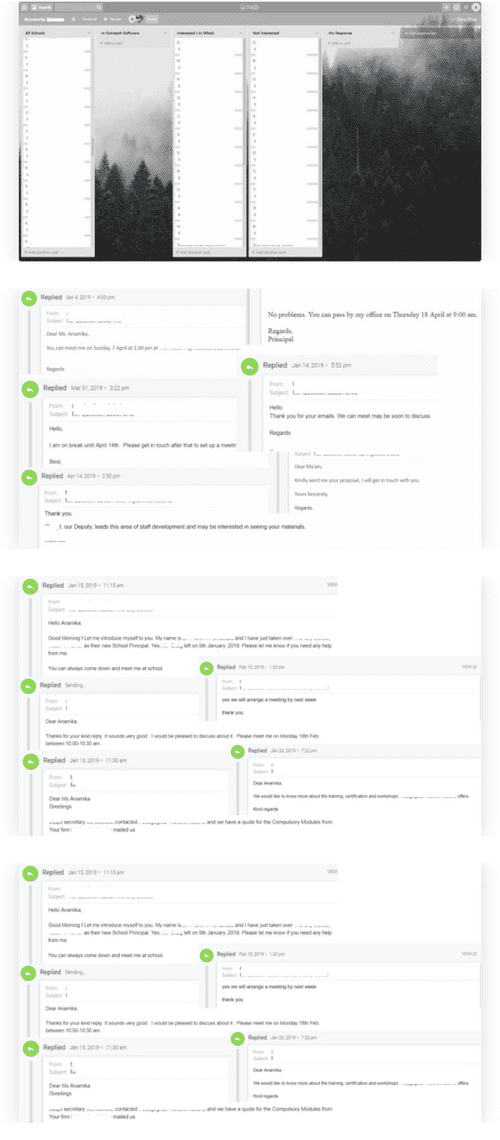 All Schools
In Outreach Software
Interested ( in What)
Not Interested
No Response
+ Add a card
+ Add another card
+ Add another card
+ Add another card
Replied Apr 4, 2019 • 4:03 pm
From:
Subject:
Dear Ms. Anamika,
You can meet me on Sunday, 7 April at 1.00 pm at
Regards
No problems. You can pass by my office on Thursday 18 April at 9:00 am.
Regards,
Principal
Replied Jan 14, 2019 • 5:52 pm
From:
Subject:
Hello
Thank you for your emails. We can meet may be soon to discuss.
Regards
Replied Mar 31, 2019 • 3:22 pm
From:
Subject:
Hello,
I am on break until April 14th. Please get in touch after that to set up a meetin
Best,
Subject:
Dear Ma'am,
Kindly send me your proposal, I will get in touch with you.
Yours Sincerely,
Regards.
Replied Apr 14, 2019 • 2:50 pm
From:
Subject:
Thank you.
, our Deputy, leads this area of staff development and may be interested in seeing your materials.
Replied Jan 15, 2019 • 11:15 am
VIEW
From:
Subject:
Hello Anamika,
Good Morning ! Let me introduce myself to you. My name is and I have just taken over
as their new School Principal. Yes, left on 5th January, 2019. Please let me know if you need any help
from me.
You can always come down and meet me at school.
Replied Feb 15, 2019 • 1:20 pm
From:
Subject:
yes we will arrange a meeting by next week
thank you
Replied Sending..
From:
Subject:
Dear Anamika,
Thanks for your kind reply. It sounds very good . I would be pleased to discuss about it . Please meet me on Monday 18th Feb
between 10:00-10:30 am.
Replied Jan 26, 2019 • 7:32 pm
From:
Subject:
Dear Anamika,
We would like to know more about the training, certification and workshops offers.
Kind regards
Replied Jan 15, 2019 • 11:30 am
From:
Subject:
Dear Ms Anamika
Greetings
secretary contacted and we have a quote for the Compulsory Modules from
Your firm mailed us
Replied Jan 15, 2019 • 11:15 am
VIEW
From:
Subject:
Hello Anamika,
Good Morning ! Let me introduce myself to you. My name is and I have just taken over
as their new School Principal. Yes, left on 5th January, 2019. Please let me know if you need any help
from me.
You can always come down and meet me at school.
Replied Feb 15, 2019 • 1:20 pm
From:
Subject:
yes we will arrange a meeting by next week
thank you
Replied Sending..
From:
Subject:
Dear Anamika,
Thanks for your kind reply. It sounds very good . I would be pleased to discuss about it . Please meet me on Monday 18th Feb
between 10:00-10:30 am.
Replied Jan 26, 2019 • 7:32 pm
From:
Subject:
Dear Anamika,
We would like to know more about the training, certification and workshops offers.
Kind regards
Replied Jan 15, 2019 • 11:30 am
From:
Subject:
Dear Ms Anamika
Greetings
secretary contacted and we have a quote for the Compulsory Modules from
Your firm mailed us